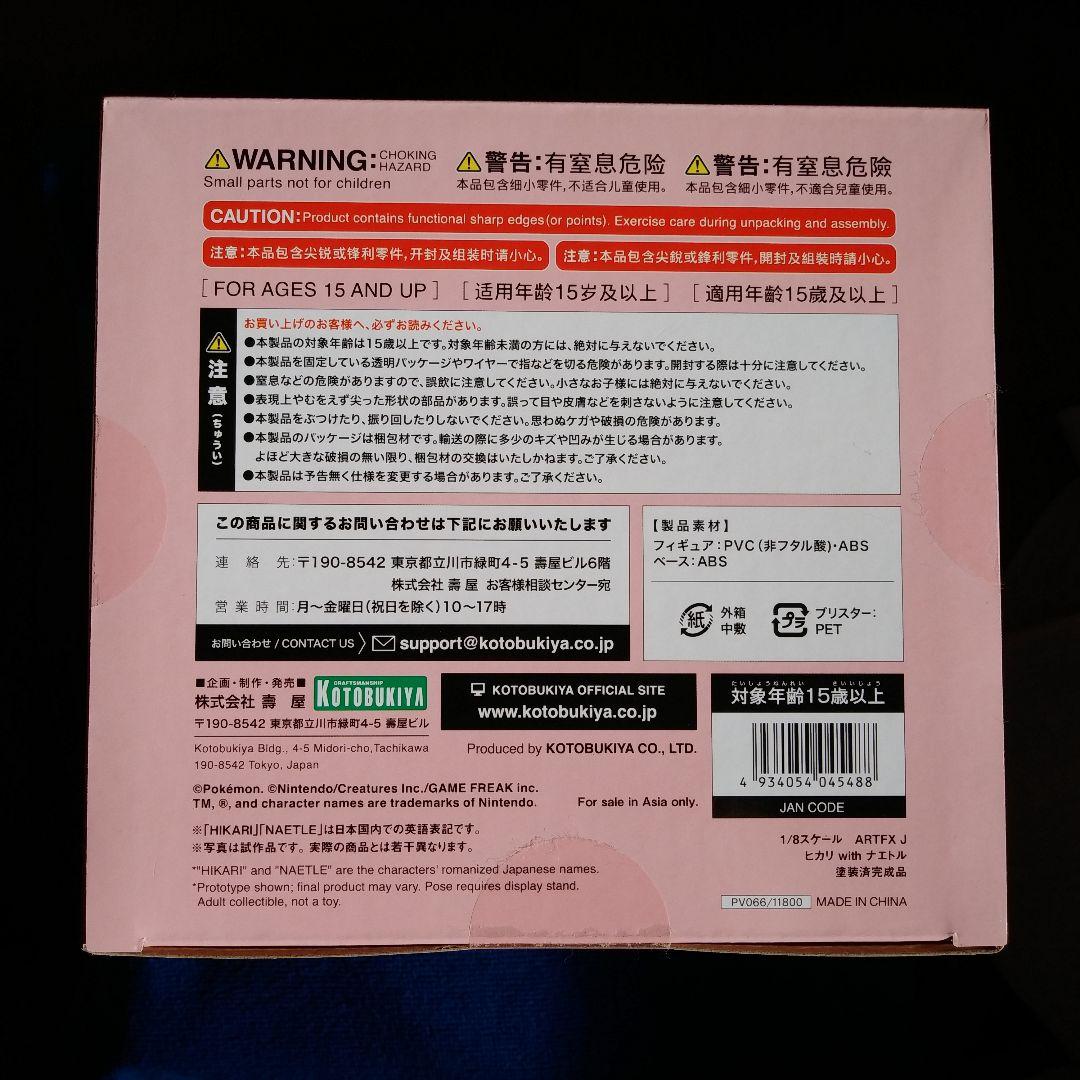 ⚠WARNING:CHOKING HAZARD
Small parts not for children
⚠警告:有窒息危险
本品包含细小零件,不适合儿童使用。
⚠警告:有窒息危險
本品包含細小零件,不適合兒童使用。
CAUTION:Product contains functional sharp edges(or points). Exercise care during unpacking and assembly.
注意:本品包含尖锐或锋利零件,开封及组装时请小心。
注意:本品包含尖銳或鋒利零件,開封及組裝時請小心。
[FOR AGES 15 AND UP] [适用年龄15岁及以上] [適用年齡15歲及以上]
⚠注意(ちゅうい)
お買い上げのお客様へ、必ずお読みください。
●本製品の対象年齢は15歳以上です。対象年齢未満の方には、絶対に与えないでください。
●本製品を固定している透明パッケージやワイヤーで指などを切る危険があります。開封する際は十分に注意してください。
●窒息などの危険がありますので、誤飲に注意してください。小さなお子様には絶対に与えないでください。
●表現上やむをえず尖った形状の部品があります。誤って目や皮膚などを刺さないように注意してください。
●本製品をぶつけたり、振り回したりしないでください。思わぬケガや破損の危険があります。
●本製品のパッケージは梱包材です。輸送の際に多少のキズや凹みが生じる場合があります。
よほど大きな破損の無い限り、梱包材の交換はいたしかねます。ご了承ください。
●本製品は予告無く仕様を変更する場合があります。ご了承ください。
この商品に関するお問い合わせは下記にお願いいたします
連絡先:〒190-8542 東京都立川市緑町4-5 壽屋ビル6階
株式会社 壽屋 お客様相談センター宛
営業時間:月〜金曜日(祝日を除く)10〜17時
お問い合わせ / CONTACT US support@kotobukiya.co.jp
【製品素材】
フィギュア:PVC(非フタル酸)・ABS
ベース:ABS
紙 外箱 中敷
プラ ブリスター: PET
■企画・制作・発売■
株式会社 壽 屋
CRAFTSMANSHIP
KOTOBUKIYA
〒190-8542 東京都立川市緑町4-5 壽屋ビル
Kotobukiya Bldg., 4-5 Midori-cho,Tachikawa
190-8542 Tokyo, Japan
KOTOBUKIYA OFFICIAL SITE
www.kotobukiya.co.jp
Produced by KOTOBUKIYA CO., LTD.
たいしょうねんれい さいいじょう
対象年齢15歳以上
4 934054 045488
JAN CODE
©Pokémon. ©Nintendo/Creatures Inc./GAME FREAK inc.
TM, ®, and character names are trademarks of Nintendo.
For sale in Asia only.
※「HIKARI」「NAETLE」は日本国内での英語表記です。
※写真は試作品です。実際の商品とは若干異なります。
*"HIKARI" and "NAETLE" are the characters' romanized Japanese names.
*Prototype shown; final product may vary. Pose requires display stand.
Adult collectible, not a toy.
1/8スケール ARTFX J
ヒカリ with ナエトル
塗装済完成品
PV066/11800 MADE IN CHINA